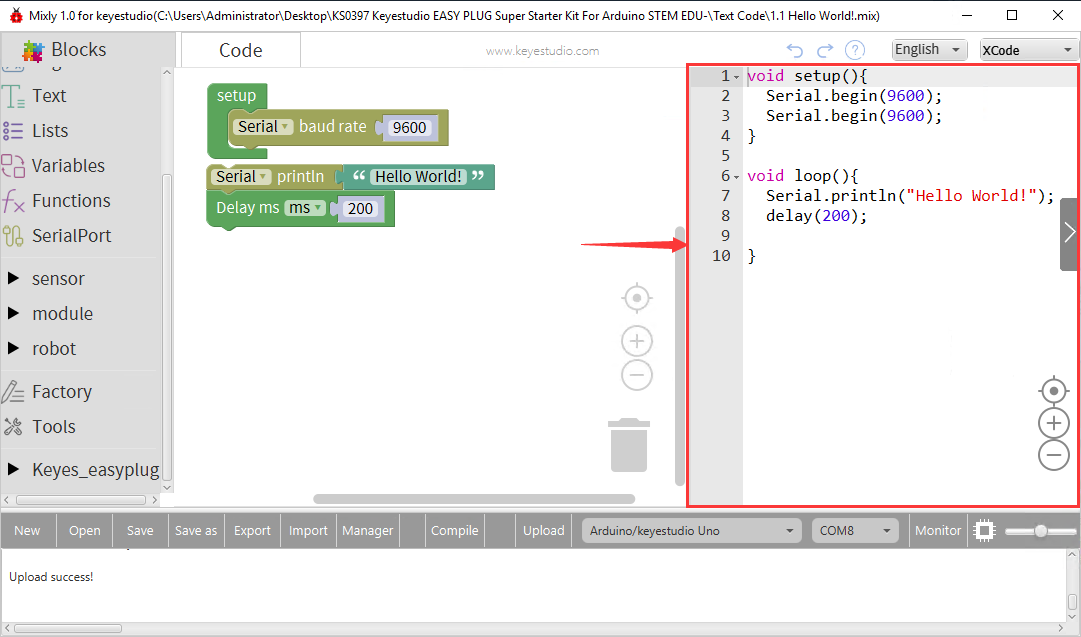 Mixly 1.0 for keyestudio(C:\Users\Administrator\Desktop\KS0397 Keyestudio EASY PLUG Super Starter Kit For Arduino STEM EDU-\Text Code\1.1 Hello World!.mix)
Blocks
Code
www.keyestudio.com
English
XCode
Text
Lists
Variables
Functions
SerialPort
sensor
module
robot
Factory
Tools
Keyes_easyplug
setup
Serial baud rate 9600
Serial println “ Hello World! ”
Delay ms ms 200
1 void setup(){
2 Serial.begin(9600);
3 Serial.begin(9600);
4 }
5
6 void loop(){
7 Serial.println("Hello World!");
8 delay(200);
9
10 }
New Open Save Save as Export Import Manager Compile Upload Arduino/keyestudio Uno COM8 Monitor
Upload success!